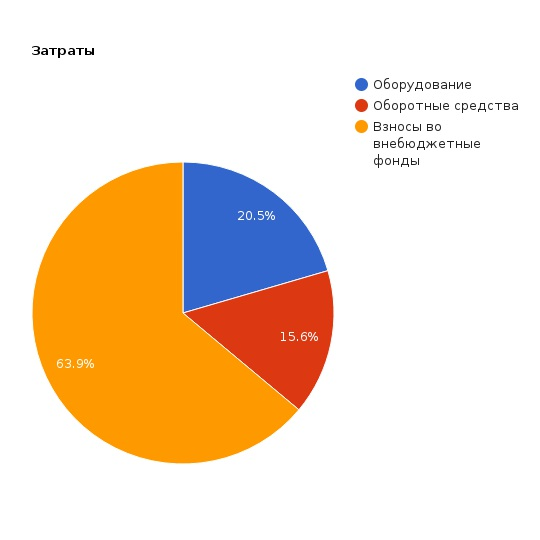 Затраты
Оборудование
Оборотные средства
Взносы во
внебюджетные
фонды
20.5%
15.6%
63.9%